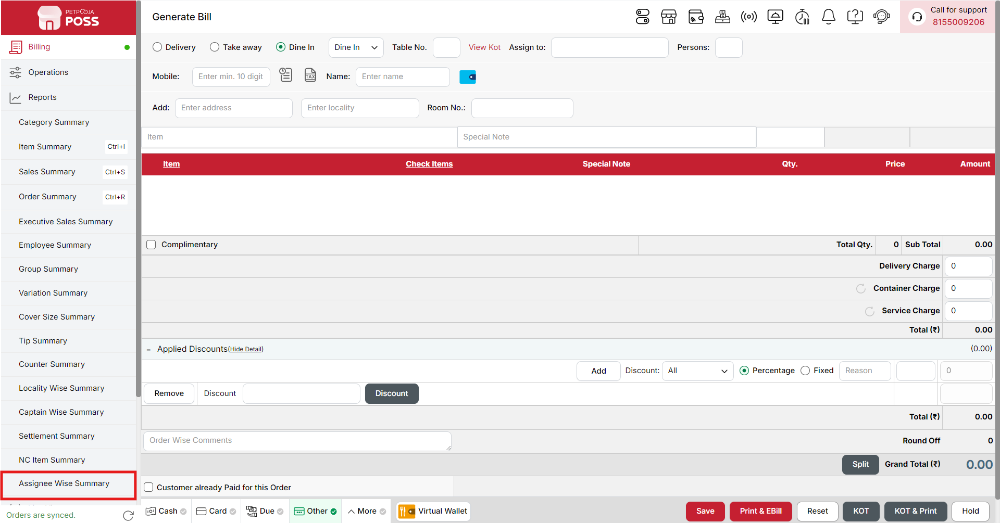 PETPOOJA
POSS
Generate Bill
Call for support
8155009206
Billing
Operations
Reports
Category Summary
Item Summary Ctrl+I
Sales Summary Ctrl+S
Order Summary Ctrl+R
Executive Sales Summary
Employee Summary
Group Summary
Variation Summary
Cover Size Summary
Tip Summary
Counter Summary
Locality Wise Summary
Captain Wise Summary
Settlement Summary
NC Item Summary
Assignee Wise Summary
Orders are synced.
Delivery Take away Dine In Dine In Table No. View Kot Assign to: Persons:
Mobile: Enter min. 10 digit TAX Name: Enter name
Add: Enter address Enter locality Room No.:
Item Special Note
Item Check Items Special Note Qty. Price Amount
Complimentary Total Qty. 0 Sub Total 0.00
Delivery Charge 0
Container Charge 0
Service Charge 0
Total (₹) 0.00
– Applied Discounts(Hide Detail) (0.00)
Add Discount: All Percentage Fixed Reason 0
Remove Discount Discount
Total (₹) 0.00
Order Wise Comments Round Off 0
Split Grand Total (₹) 0.00
Customer already Paid for this Order
Cash Card Due Other More Virtual Wallet Save Print & EBill Reset KOT KOT & Print Hold